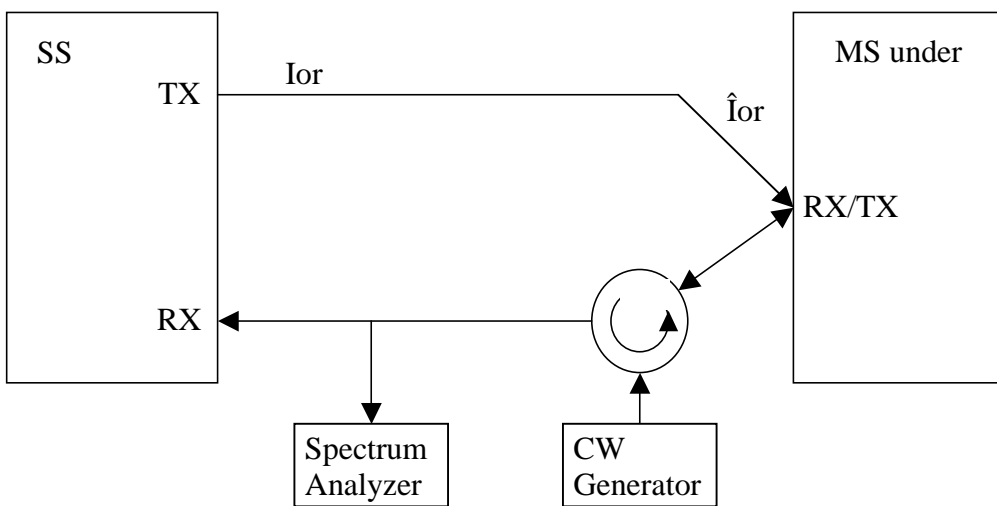 SS
MS under
TX
Ior
Îor
RX/TX
RX
Spectrum
Analyzer
CW
Generator